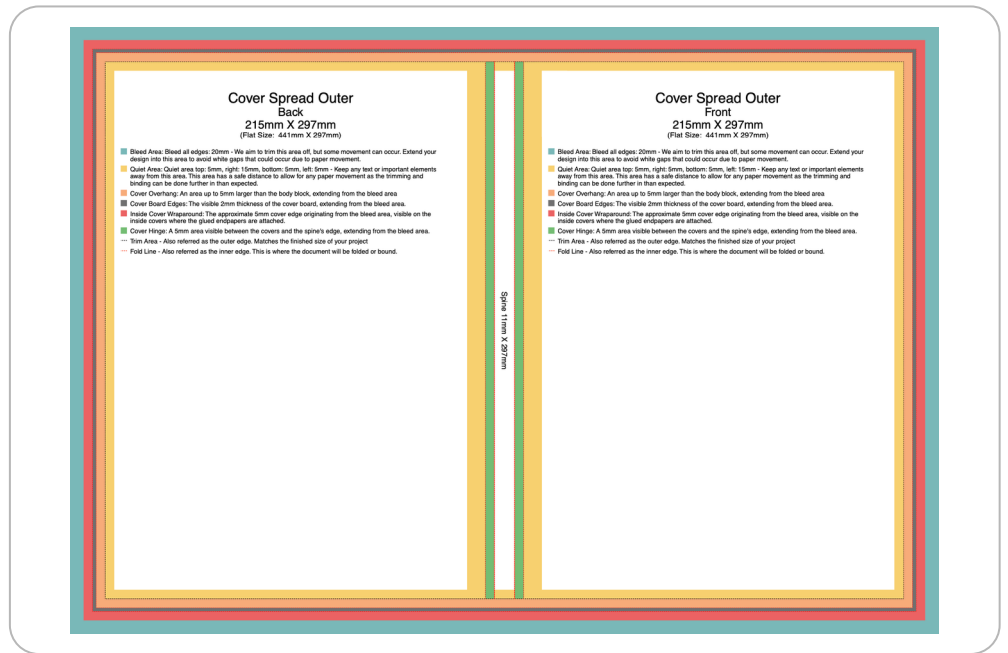 Cover Spread Outer
Back
215mm X 297mm
(Flat Size: 441mm X 297mm)
Bleed Area: Bleed all edges: 20mm - We aim to trim this area off, but some movement can occur. Extend your
design into this area to avoid white gaps that could occur due to paper movement.
Quiet Area: Quiet area top: 5mm, right: 15mm, bottom: 5mm, left: 5mm - Keep any text or important elements
away from this area. This area has a safe distance to allow for any paper movement as the trimming and
binding can be done further in than expected.
Cover Overhang: An area up to 5mm larger than the body block, extending from the bleed area
Cover Board Edges: The visible 2mm thickness of the cover board, extending from the bleed area.
Inside Cover Wraparound: The approximate 5mm cover edge originating from the bleed area, visible on the
inside covers where the glued endpapers are attached.
Cover Hinge: A 5mm area visible between the covers and the spine's edge, extending from the bleed area.
Trim Area - Also referred as the outer edge. Matches the finished size of your project
Fold Line - Also referred as the inner edge. This is where the document will be folded or bound.
Spine 11mm X 297mm
Cover Spread Outer
Front
215mm X 297mm
(Flat Size: 441mm X 297mm)
Bleed Area: Bleed all edges: 20mm - We aim to trim this area off, but some movement can occur. Extend your
design into this area to avoid white gaps that could occur due to paper movement.
Quiet Area: Quiet area top: 5mm, right: 5mm, bottom: 5mm, left: 15mm - Keep any text or important elements
away from this area. This area has a safe distance to allow for any paper movement as the trimming and
binding can be done further in than expected.
Cover Overhang: An area up to 5mm larger than the body block, extending from the bleed area
Cover Board Edges: The visible 2mm thickness of the cover board, extending from the bleed area.
Inside Cover Wraparound: The approximate 5mm cover edge originating from the bleed area, visible on the
inside covers where the glued endpapers are attached.
Cover Hinge: A 5mm area visible between the covers and the spine's edge, extending from the bleed area.
Trim Area - Also referred as the outer edge. Matches the finished size of your project
Fold Line - Also referred as the inner edge. This is where the document will be folded or bound.